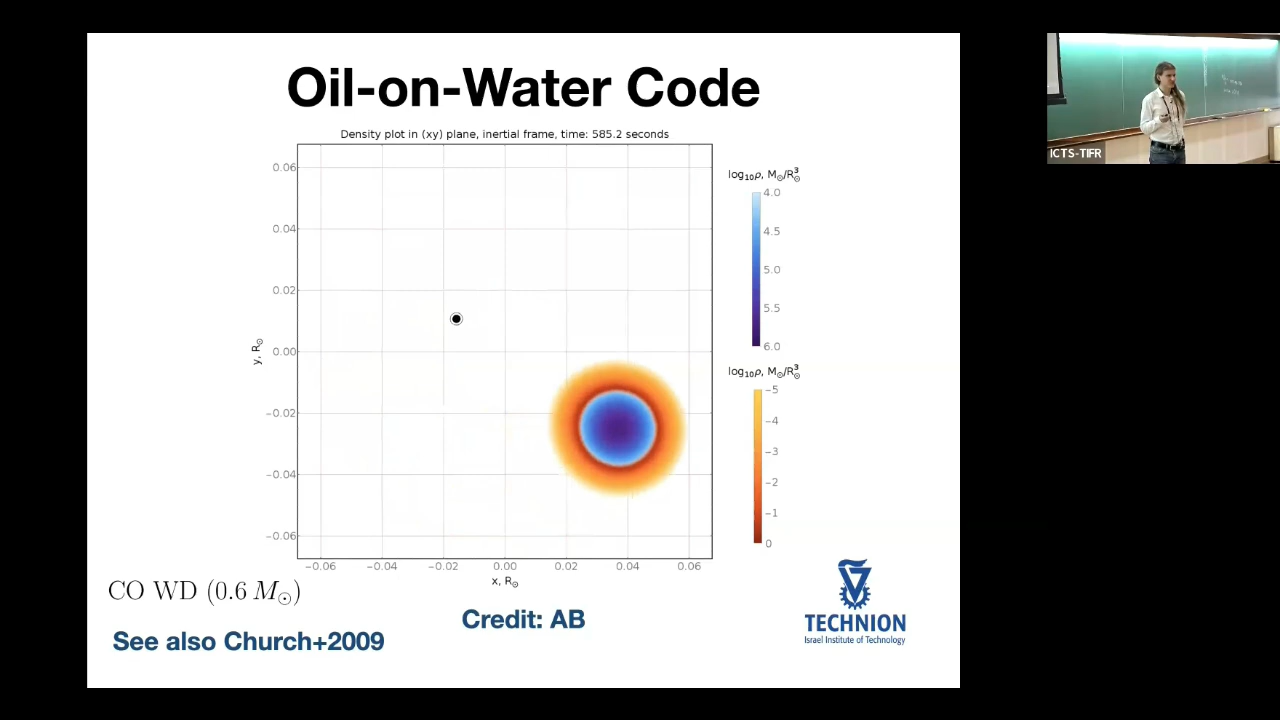 Oil-on-Water Code
Density plot in (xy) plane, inertial frame, time: 585.2 seconds
0.06
0.04
0.02
0.00
−0.02
−0.04
−0.06
y, R☉
−0.06 −0.04 −0.02 0.00 0.02 0.04 0.06
x, R☉
log₁₀ρ, M☉/R☉³
4.0
4.5
5.0
5.5
6.0
log₁₀ρ, M☉/R☉³
−5
−4
−3
−2
−1
0
CO WD (0.6 M☉)
Credit: AB
See also Church+2009
TECHNION
Israel Institute of Technology
ICTS-TIFR